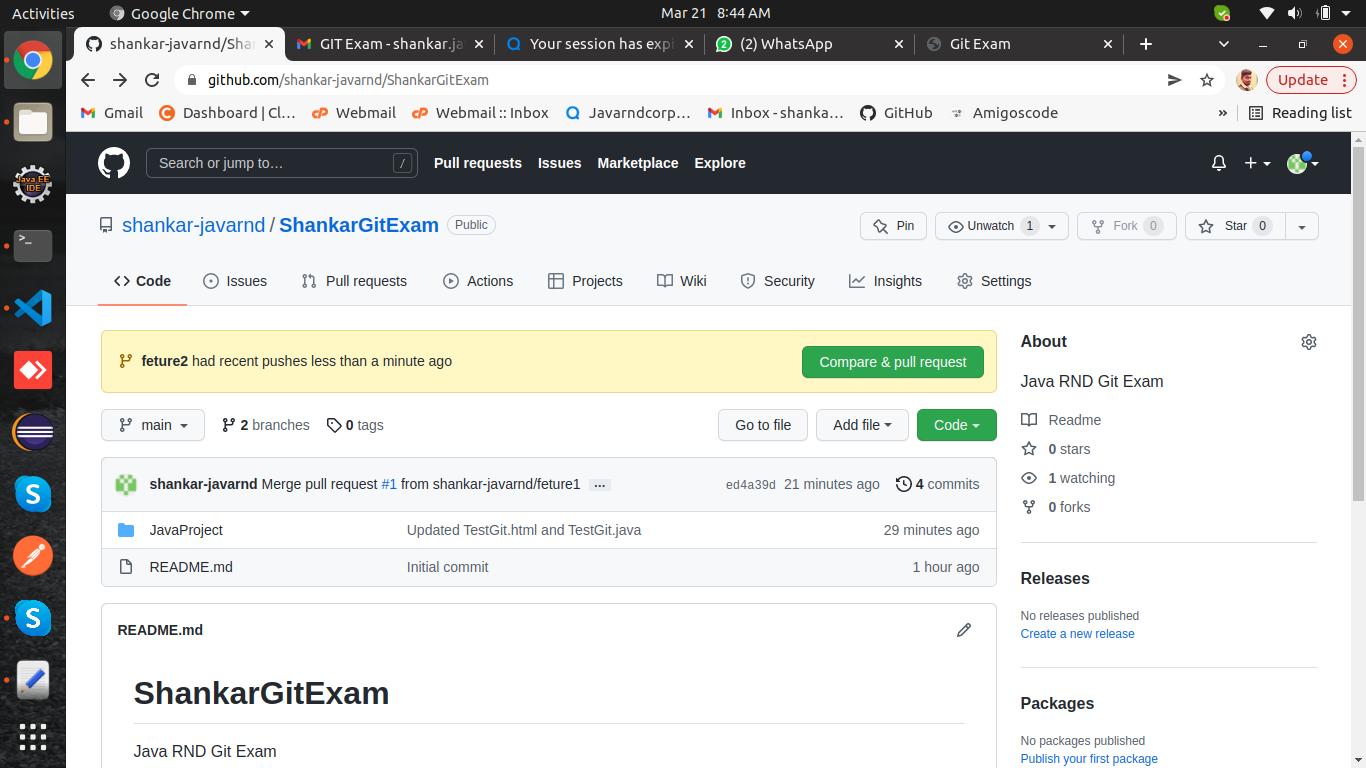 Activities Google Chrome Mar 21 8:44 AM
shankar-javarnd/Sha GIT Exam - shankar.ja Your session has exp (2) WhatsApp Git Exam
github.com/shankar-javarnd/ShankarGitExam Update
Gmail Dashboard | Cl… Webmail Webmail :: Inbox Javarndcorp… Inbox - shanka… GitHub Amigoscode » Reading list
Search or jump to… / Pull requests Issues Marketplace Explore
shankar-javarnd / ShankarGitExam Public Pin Unwatch 1 Fork 0 Star 0
Code Issues Pull requests Actions Projects Wiki Security Insights Settings
feture2 had recent pushes less than a minute ago Compare & pull request
main 2 branches 0 tags Go to file Add file Code
shankar-javarnd Merge pull request #1 from shankar-javarnd/feture1 … ed4a39d 21 minutes ago 4 commits
JavaProject Updated TestGit.html and TestGit.java 29 minutes ago
README.md Initial commit 1 hour ago
README.md
ShankarGitExam
Java RND Git Exam
About
Java RND Git Exam
Readme
0 stars
1 watching
0 forks
Releases
No releases published
Create a new release
Packages
No packages published
Publish your first package
Java EE
IDE